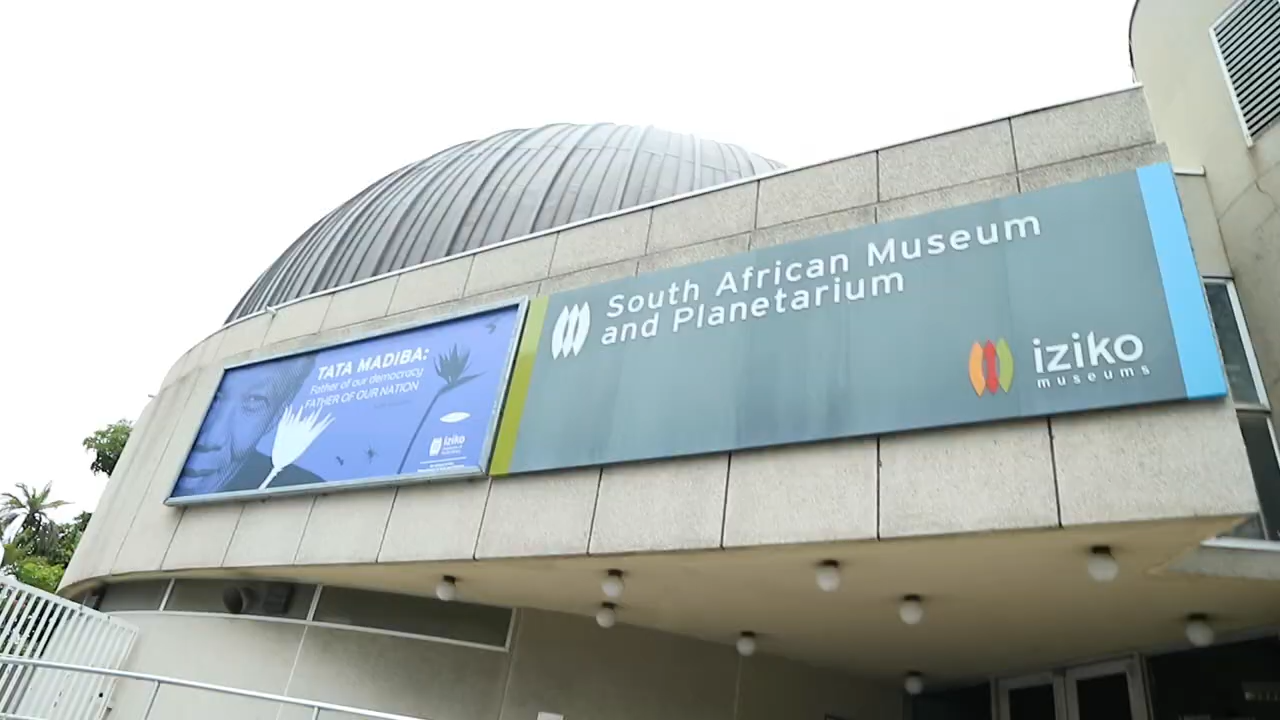 TATA MADIBA:
Father of our democracy
FATHER OF OUR NATION
iziko
South African Museum
and Planetarium
iziko
museums